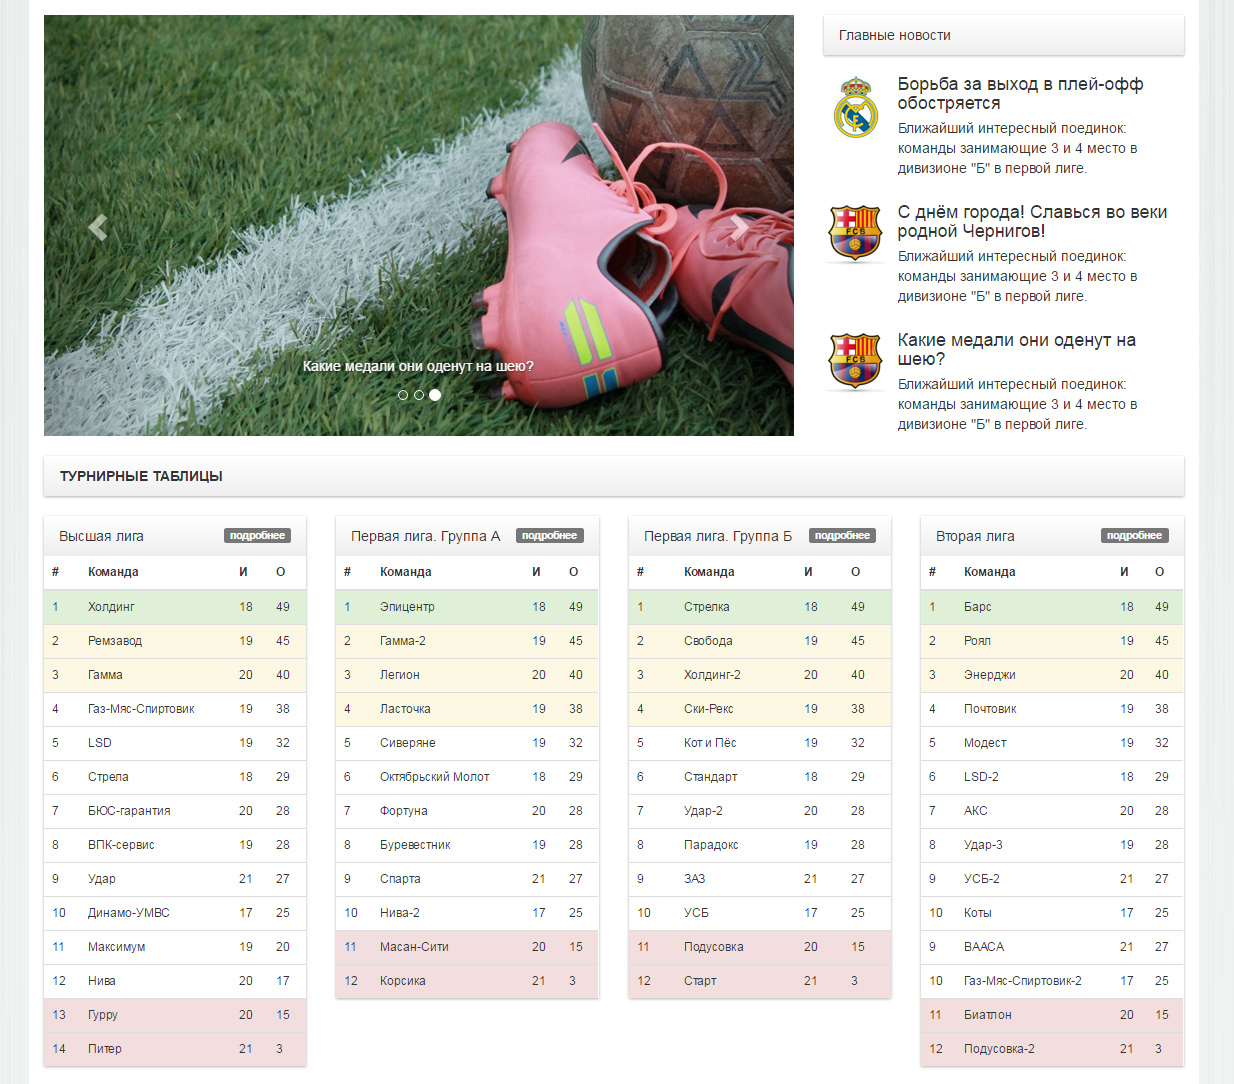 Какие медали они оденут на шею?
Главные новости
Борьба за выход в плей-офф
обостряется
Ближайший интересный поединок:
команды занимающие 3 и 4 место в
дивизионе "Б" в первой лиге.
FCB
С днём города! Славься во веки
родной Чернигов!
Ближайший интересный поединок:
команды занимающие 3 и 4 место в
дивизионе "Б" в первой лиге.
FCB
Какие медали они оденут на
шею?
Ближайший интересный поединок:
команды занимающие 3 и 4 место в
дивизионе "Б" в первой лиге.
ТУРНИРНЫЕ ТАБЛИЦЫ
Высшая лига подробнее
# Команда И О
1 Холдинг 18 49
2 Ремзавод 19 45
3 Гамма 20 40
4 Газ-Мяс-Спиртовик 19 38
5 LSD 19 32
6 Стрела 18 29
7 БЮС-гарантия 20 28
8 ВПК-сервис 19 28
9 Удар 21 27
10 Динамо-УМВС 17 25
11 Максимум 19 20
12 Нива 20 17
13 Гурру 20 15
14 Питер 21 3
Первая лига. Группа А подробнее
# Команда И О
1 Эпицентр 18 49
2 Гамма-2 19 45
3 Легион 20 40
4 Ласточка 19 38
5 Сиверяне 19 32
6 Октябрьский Молот 18 29
7 Фортуна 20 28
8 Буревестник 19 28
9 Спарта 21 27
10 Нива-2 17 25
11 Масан-Сити 20 15
12 Корсика 21 3
Первая лига. Группа Б подробнее
# Команда И О
1 Стрелка 18 49
2 Свобода 19 45
3 Холдинг-2 20 40
4 Ски-Рекс 19 38
5 Кот и Пёс 19 32
6 Стандарт 18 29
7 Удар-2 20 28
8 Парадокс 19 28
9 ЗАЗ 21 27
10 УСБ 17 25
11 Подусовка 20 15
12 Старт 21 3
Вторая лига подробнее
# Команда И О
1 Барс 18 49
2 Роял 19 45
3 Энерджи 20 40
4 Почтовик 19 38
5 Модест 19 32
6 LSD-2 18 29
7 АКС 20 28
8 Удар-3 19 28
9 УСБ-2 21 27
10 Коты 17 25
9 ВААСА 21 27
10 Газ-Мяс-Спиртовик-2 17 25
11 Биатлон 20 15
12 Подусовка-2 21 3